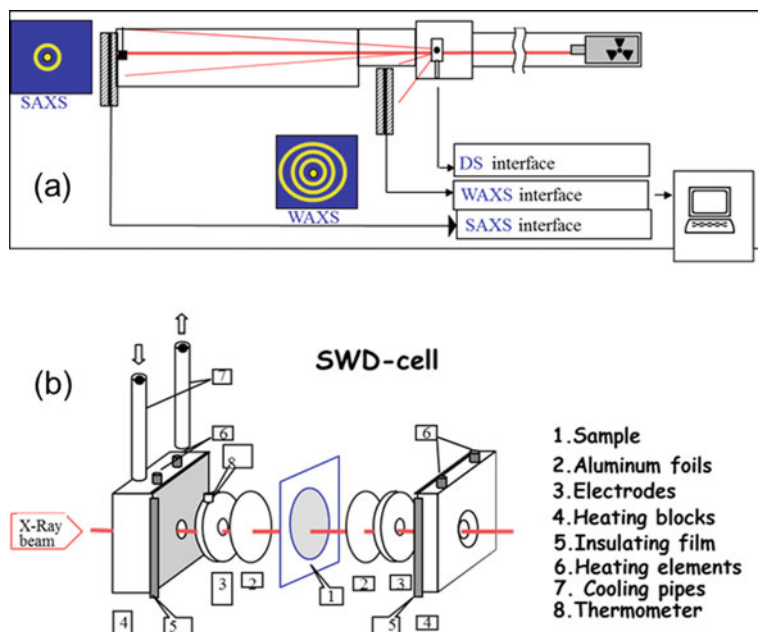 SAXS
(a)
WAXS
DS interface
WAXS interface
SAXS interface
(b)
SWD-cell
7
6
8
6
X-Ray
beam
3
2
1
2
3
4
5
5
4
1.Sample
2.Aluminum foils
3.Electrodes
4.Heating blocks
5.Insulating film
6.Heating elements
7. Cooling pipes
8.Thermometer